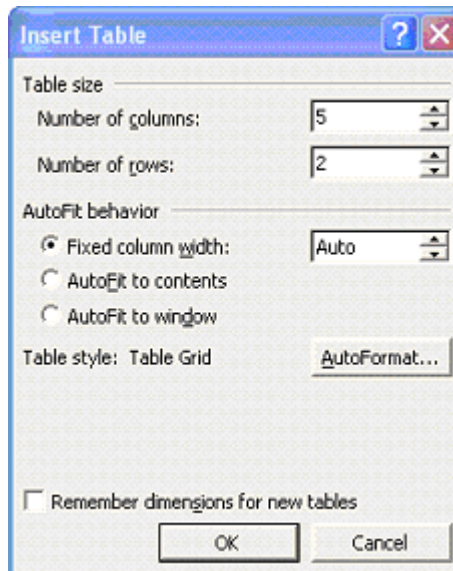 Insert Table ?
Table size
Number of columns: 5
Number of rows: 2
AutoFit behavior
Fixed column width: Auto
AutoFit to contents
AutoFit to window
Table style: Table Grid AutoFormat...
Remember dimensions for new tables
OK Cancel